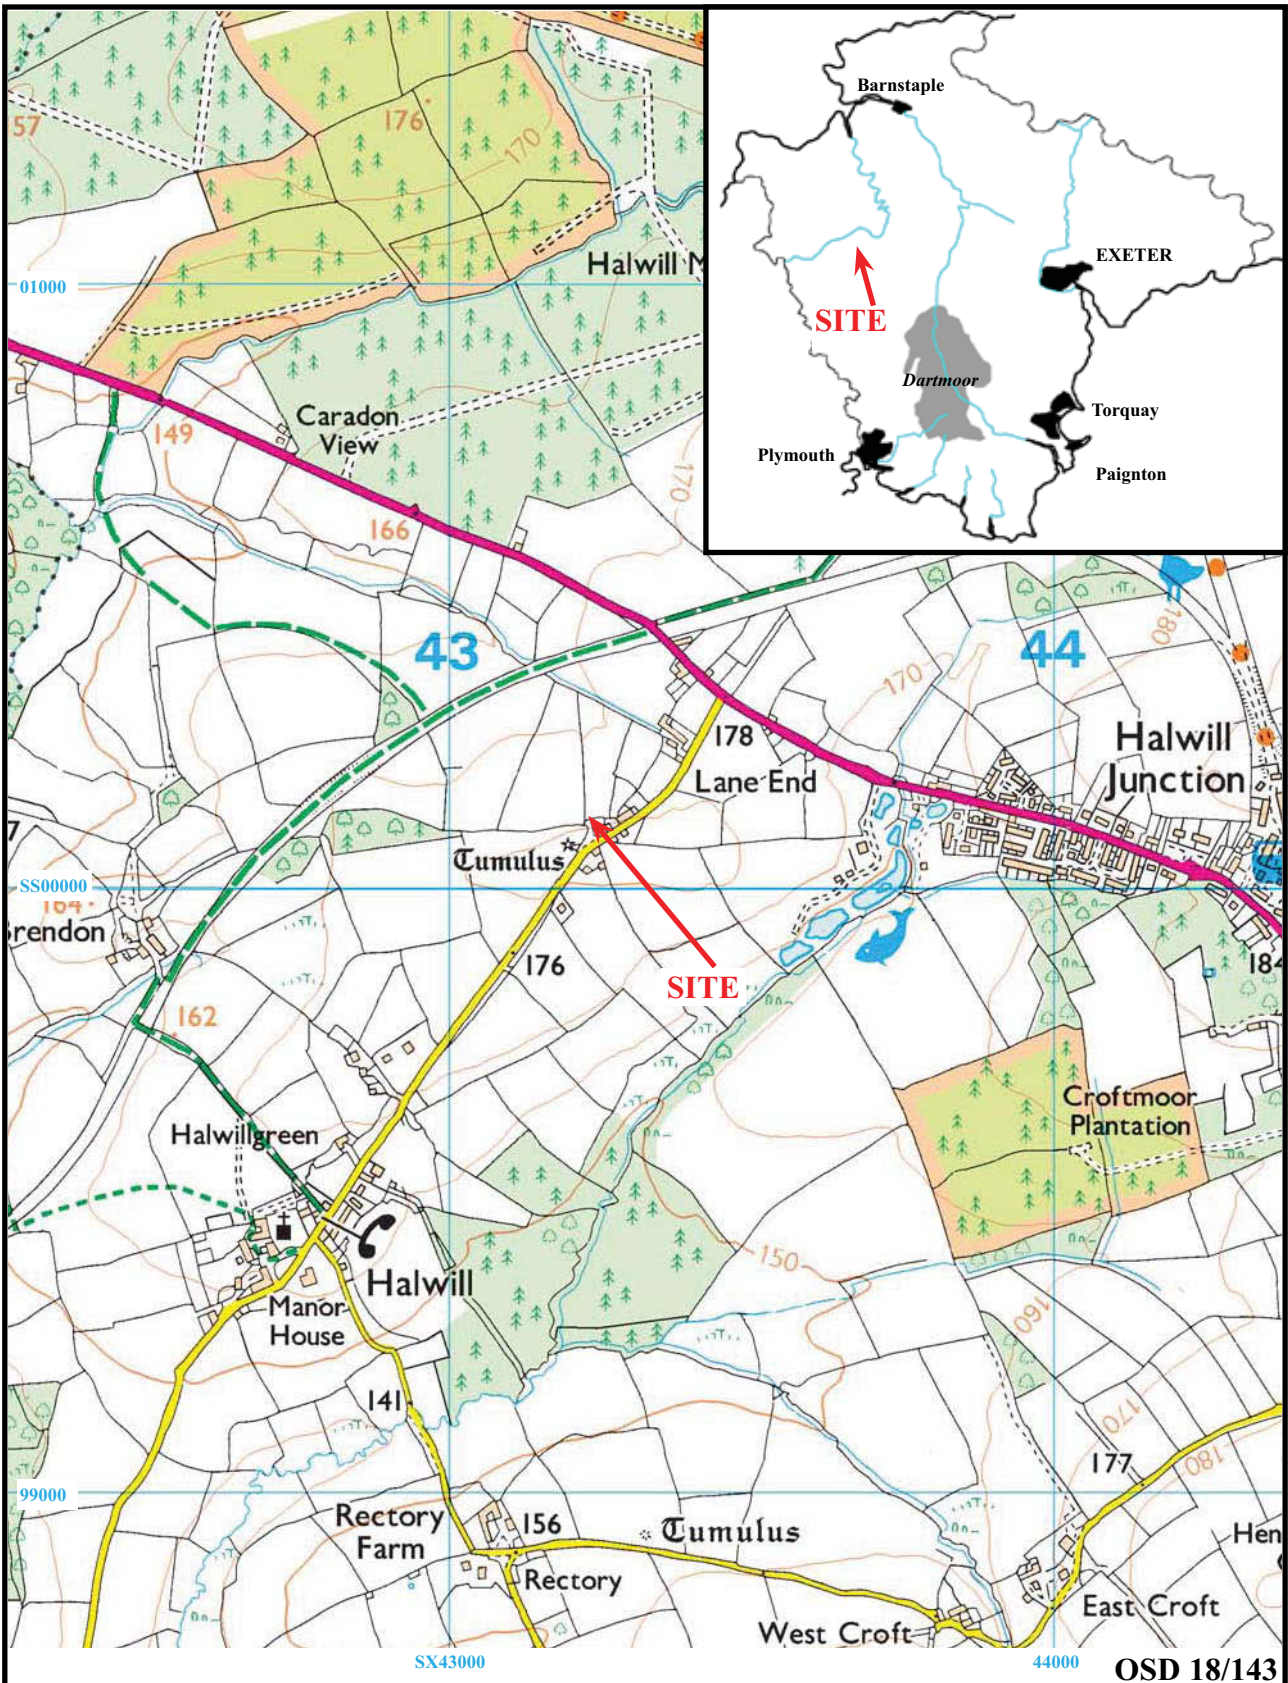 57
176
170
Halwill M
01000
Caradon
View
149
166
170
Barnstaple
EXETER
SITE
Dartmoor
Torquay
Plymouth
Paignton
43
44
180
170
178
Lane End
Halwill
Junction
Tumulus
7
SS00000
164
rendon
176
SITE
162
184
Croftmoor
Plantation
Halwillgreen
150
Halwill
Manor
House
160
141
170
177
180
99000
Rectory
Farm
156
Tumulus
Rectory
Hen
East Croft
West Croft
SX43000
44000
OSD 18/143